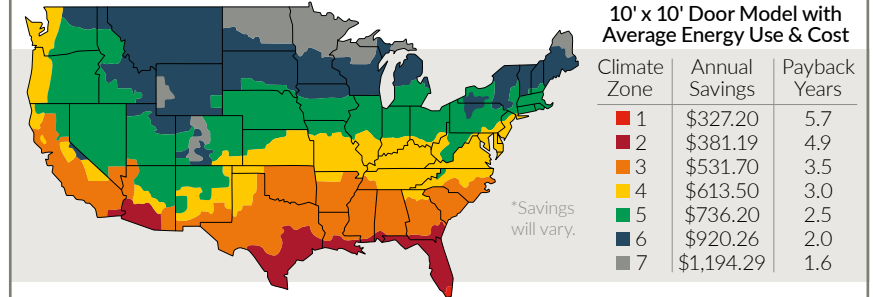 10' x 10' Door Model with
Average Energy Use & Cost
Climate Zone | Annual Savings | Payback Years
1 $327.20 5.7
2 $381.19 4.9
3 $531.70 3.5
4 $613.50 3.0
5 $736.20 2.5
6 $920.26 2.0
7 $1,194.29 1.6
*Savings
will vary.